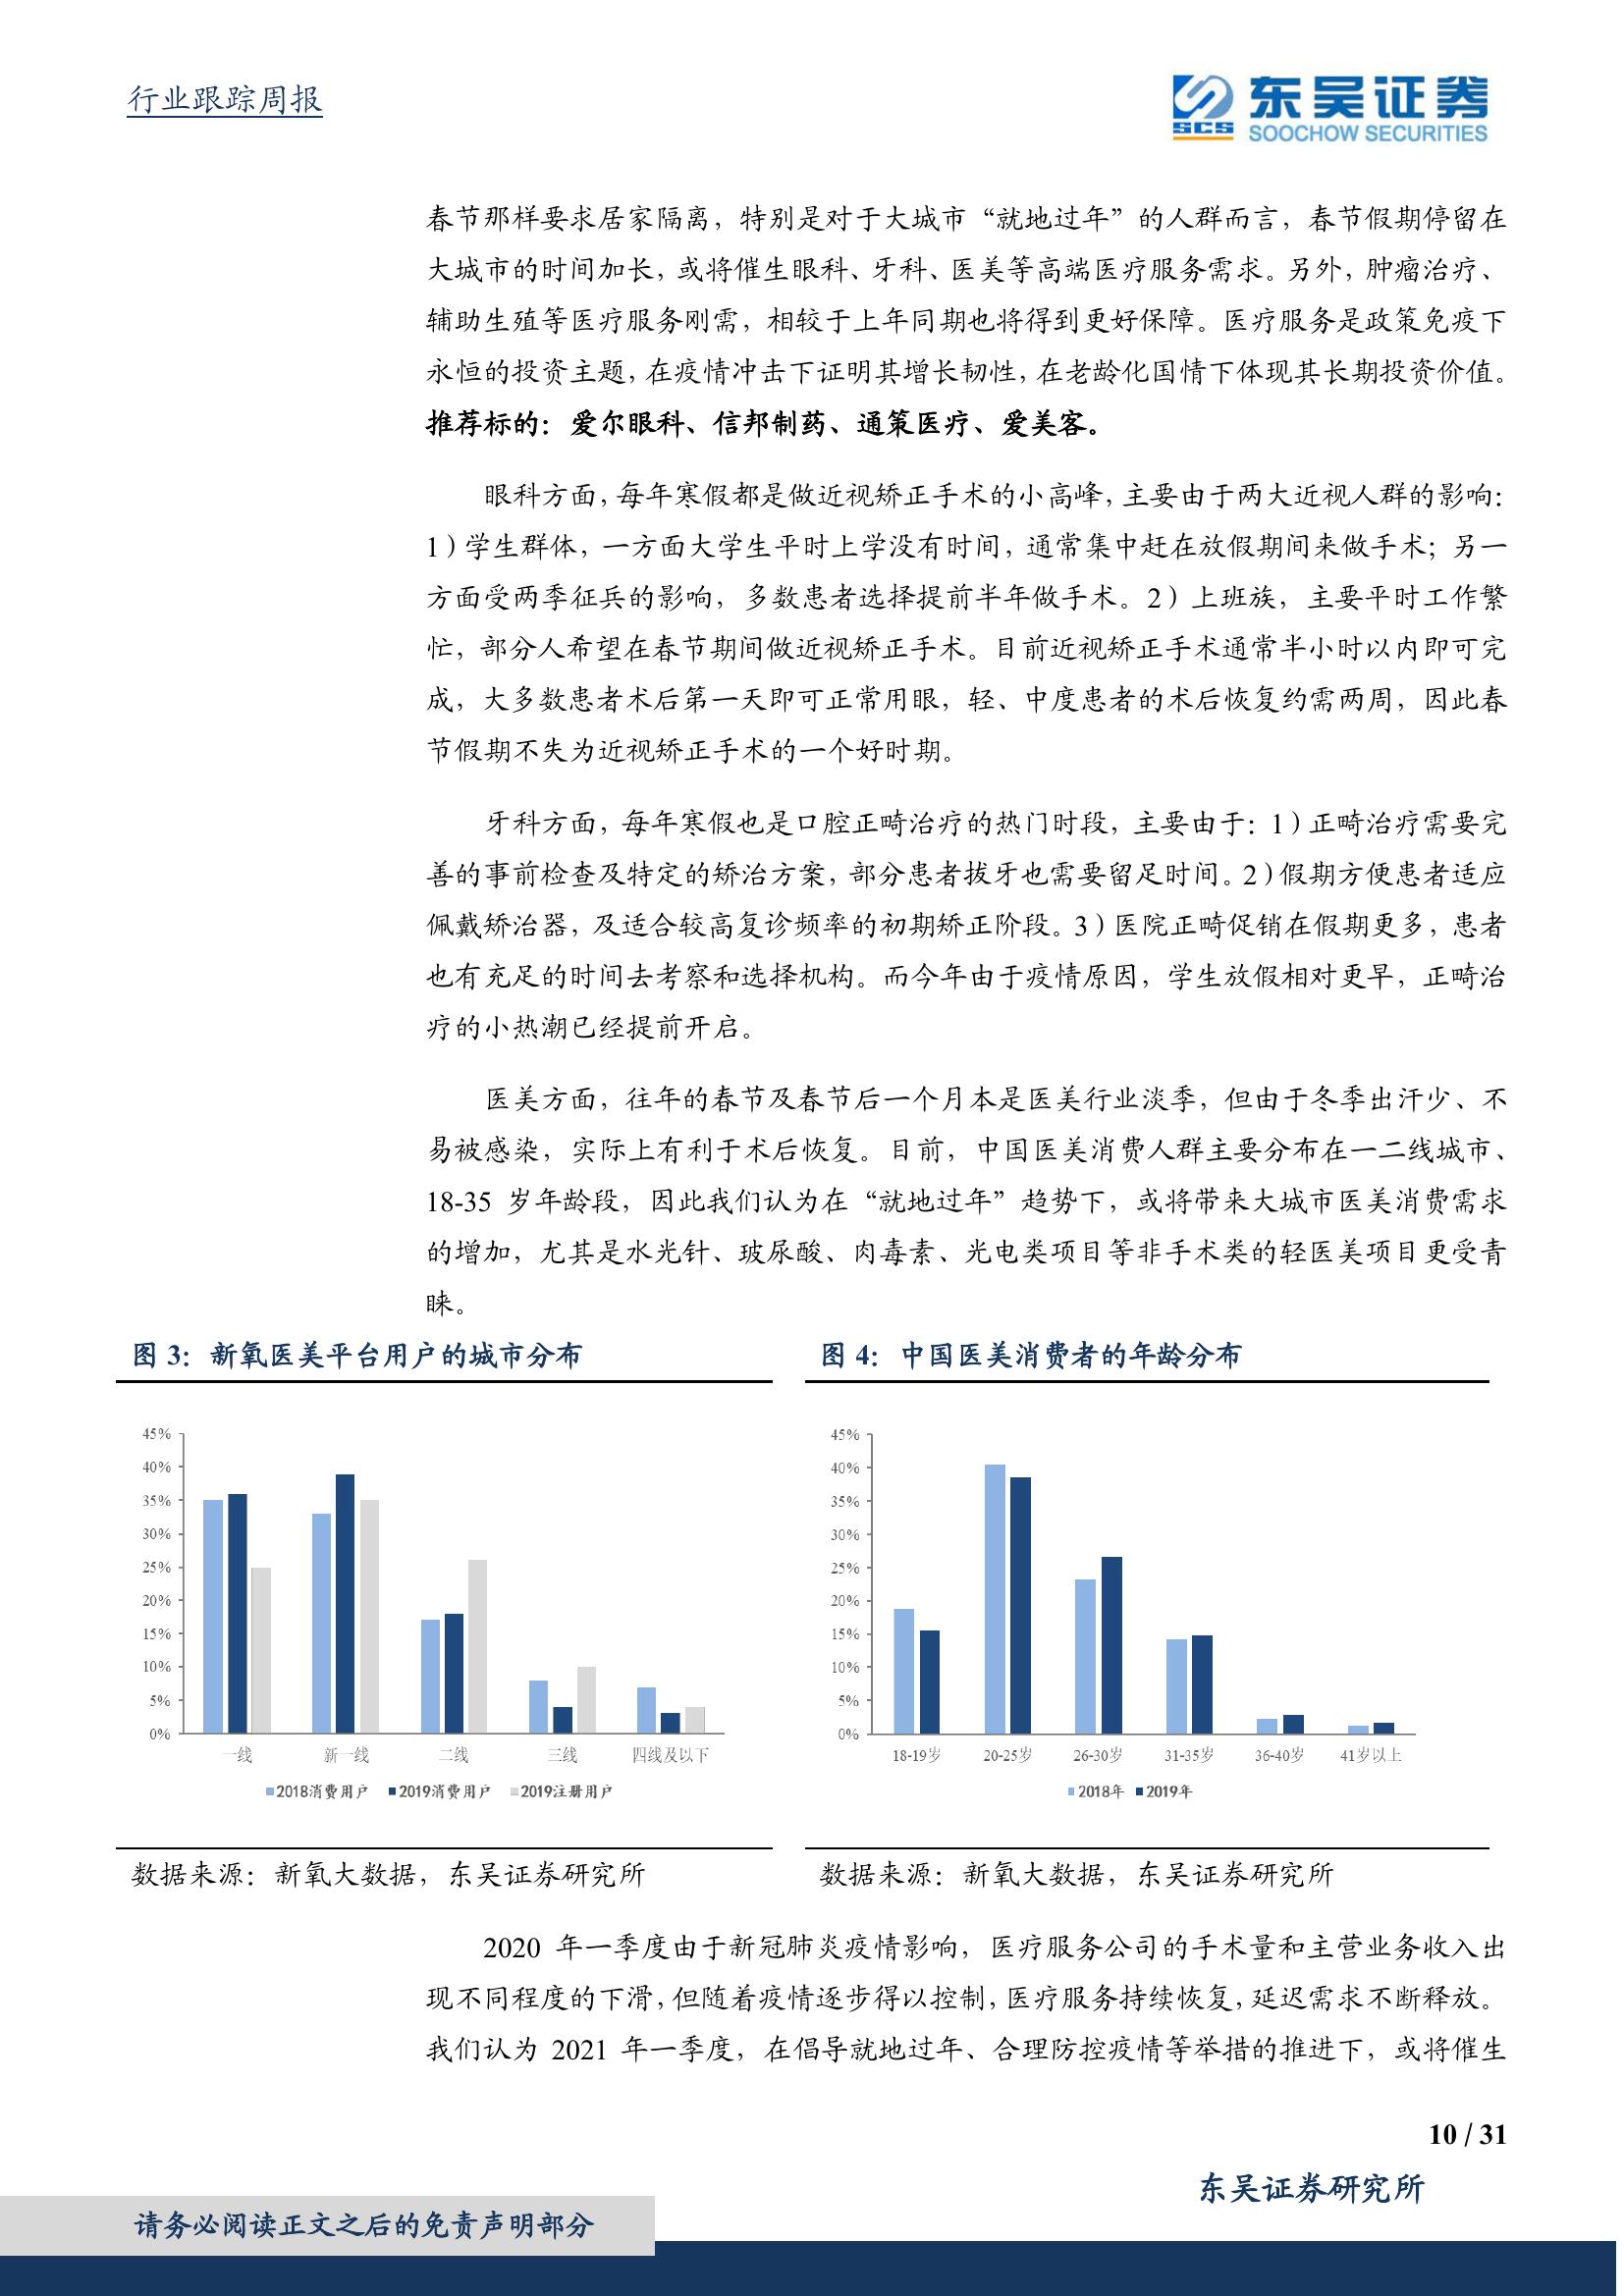 行业跟踪周报
SCS
东吴证券
SOOCHOW SECURITIES
春节那样要求居家隔离，特别是对于大城市“就地过年”的人群而言，春节假期停留在
大城市的时间加长，或将催生眼科、牙科、医美等高端医疗服务需求。另外，肿瘤治疗、
辅助生殖等医疗服务刚需，相较于上年同期也将得到更好保障。医疗服务是政策免疫下
永恒的投资主题，在疫情冲击下证明其增长韧性，在老龄化国情下体现其长期投资价值。
推荐标的：爱尔眼科、信邦制药、通策医疗、爱美客。
眼科方面，每年寒假都是做近视矫正手术的小高峰，主要由于两大近视人群的影响：
1）学生群体，一方面大学生平时上学没有时间，通常集中赶在放假期间来做手术；另一
方面受两季征兵的影响，多数患者选择提前半年做手术。2）上班族，主要平时工作繁
忙，部分人希望在春节期间做近视矫正手术。目前近视矫正手术通常半小时以内即可完
成，大多数患者术后第一天即可正常用眼，轻、中度患者的术后恢复约需两周，因此春
节假期不失为近视矫正手术的一个好时期。
牙科方面，每年寒假也是口腔正畸治疗的热门时段，主要由于：1）正畸治疗需要完
善的事前检查及特定的矫治方案，部分患者拔牙也需要留足时间。2）假期方便患者适应
佩戴矫治器，及适合较高复诊频率的初期矫正阶段。3）医院正畸促销在假期更多，患者
也有充足的时间去考察和选择机构。而今年由于疫情原因，学生放假相对更早，正畸治
疗的小热潮已经提前开启。
医美方面，往年的春节及春节后一个月本是医美行业淡季，但由于冬季出汗少、不
易被感染，实际上有利于术后恢复。目前，中国医美消费人群主要分布在一二线城市、
18-35 岁年龄段，因此我们认为在“就地过年”趋势下，或将带来大城市医美消费需求
的增加，尤其是水光针、玻尿酸、肉毒素、光电类项目等非手术类的轻医美项目更受青
睐。
图 3：新氧医美平台用户的城市分布
45%
40%
35%
30%
25%
20%
15%
10%
5%
0%
一线 新一线 二线 三线 四线及以下
2018消费用户 2019消费用户 2019注册用户
数据来源：新氧大数据，东吴证券研究所
图 4：中国医美消费者的年龄分布
45%
40%
35%
30%
25%
20%
15%
10%
5%
0%
18-19岁 20-25岁 26-30岁 31-35岁 36-40岁 41岁以上
2018年 2019年
数据来源：新氧大数据，东吴证券研究所
2020 年一季度由于新冠肺炎疫情影响，医疗服务公司的手术量和主营业务收入出
现不同程度的下滑，但随着疫情逐步得以控制，医疗服务持续恢复，延迟需求不断释放。
我们认为 2021 年一季度，在倡导就地过年、合理防控疫情等举措的推进下，或将催生
10 / 31
东吴证券研究所
请务必阅读正文之后的免责声明部分